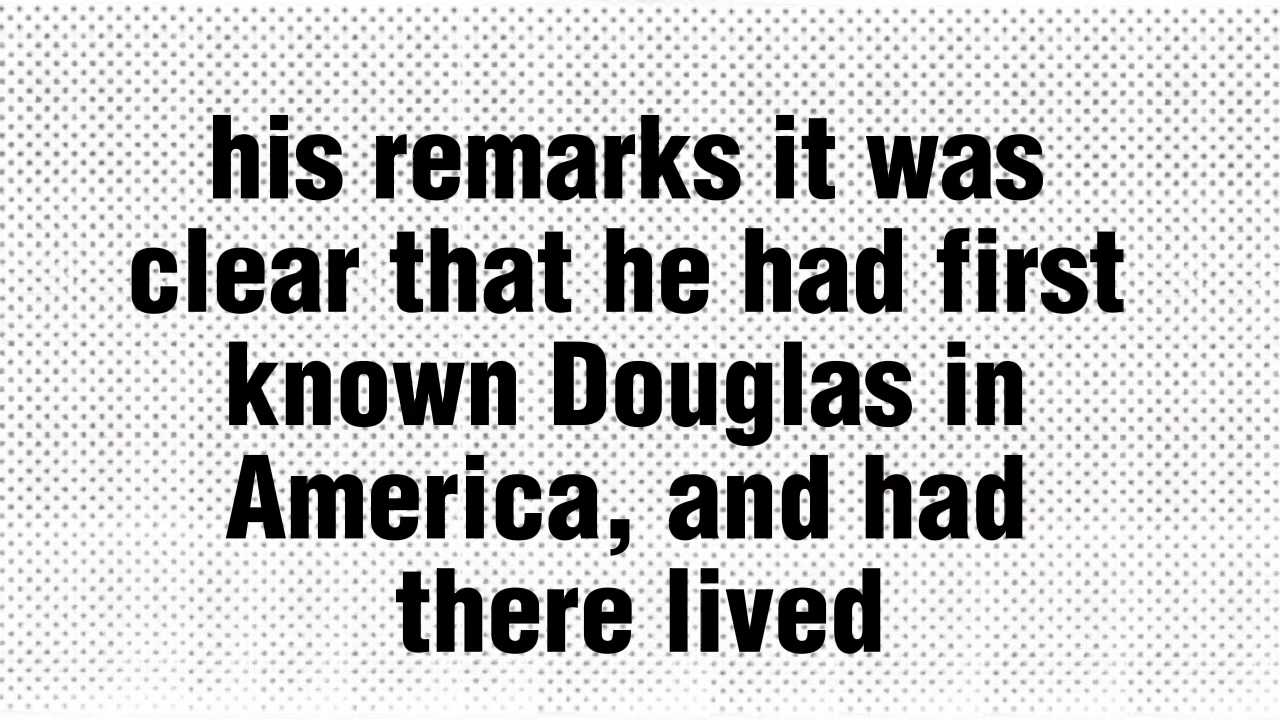 his remarks it was
clear that he had first
known Douglas in
America, and had
there lived